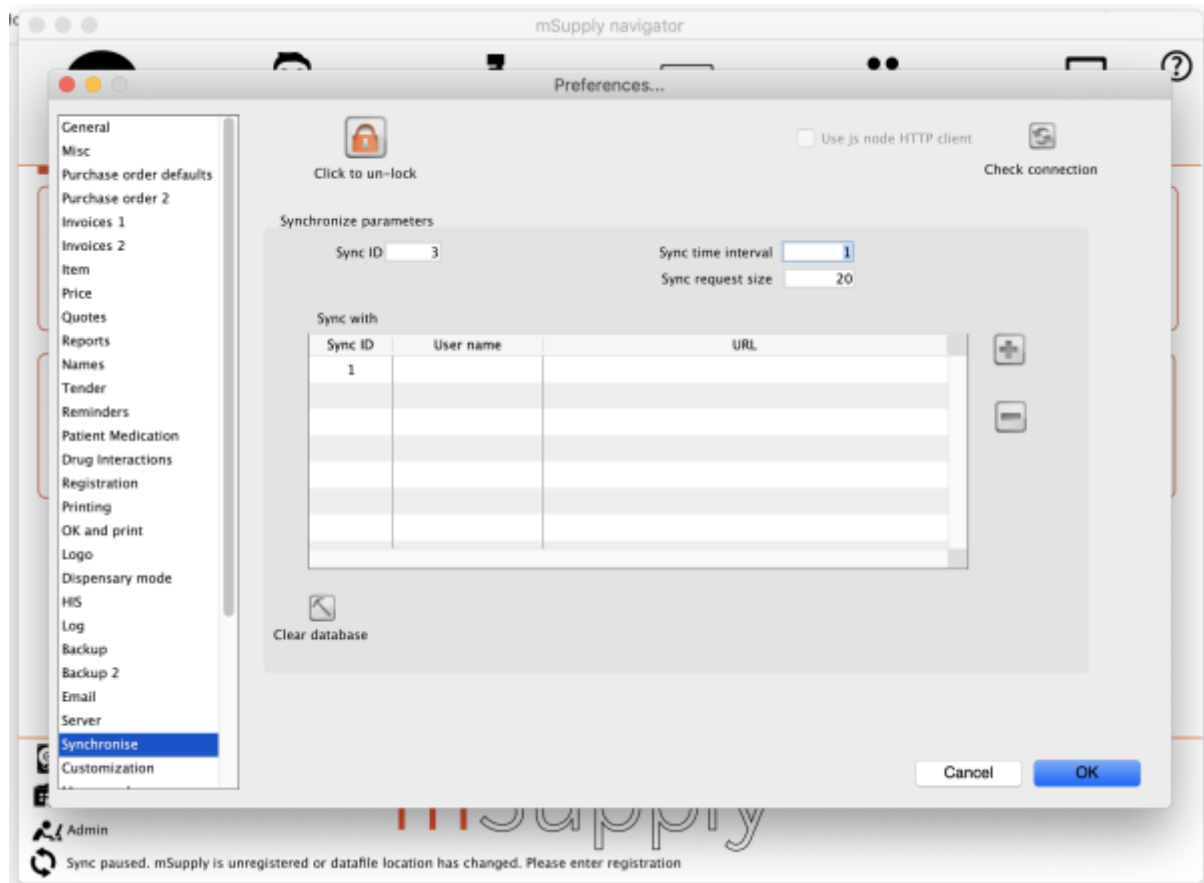 mSupply navigator
Preferences...
General
Misc
Purchase order defaults
Purchase order 2
Invoices 1
Invoices 2
Item
Price
Quotes
Reports
Names
Tender
Reminders
Patient Medication
Drug Interactions
Registration
Printing
OK and print
Logo
Dispensary mode
HIS
Log
Backup
Backup 2
Email
Server
Synchronise
Customization
Click to un-lock
Use js node HTTP client
Check connection
Synchronize parameters
Sync ID 3
Sync time interval 1
Sync request size 20
Sync with
Sync ID User name URL
1
Clear database
Cancel OK
mSupply
Admin
Sync paused. mSupply is unregistered or datafile location has changed. Please enter registration